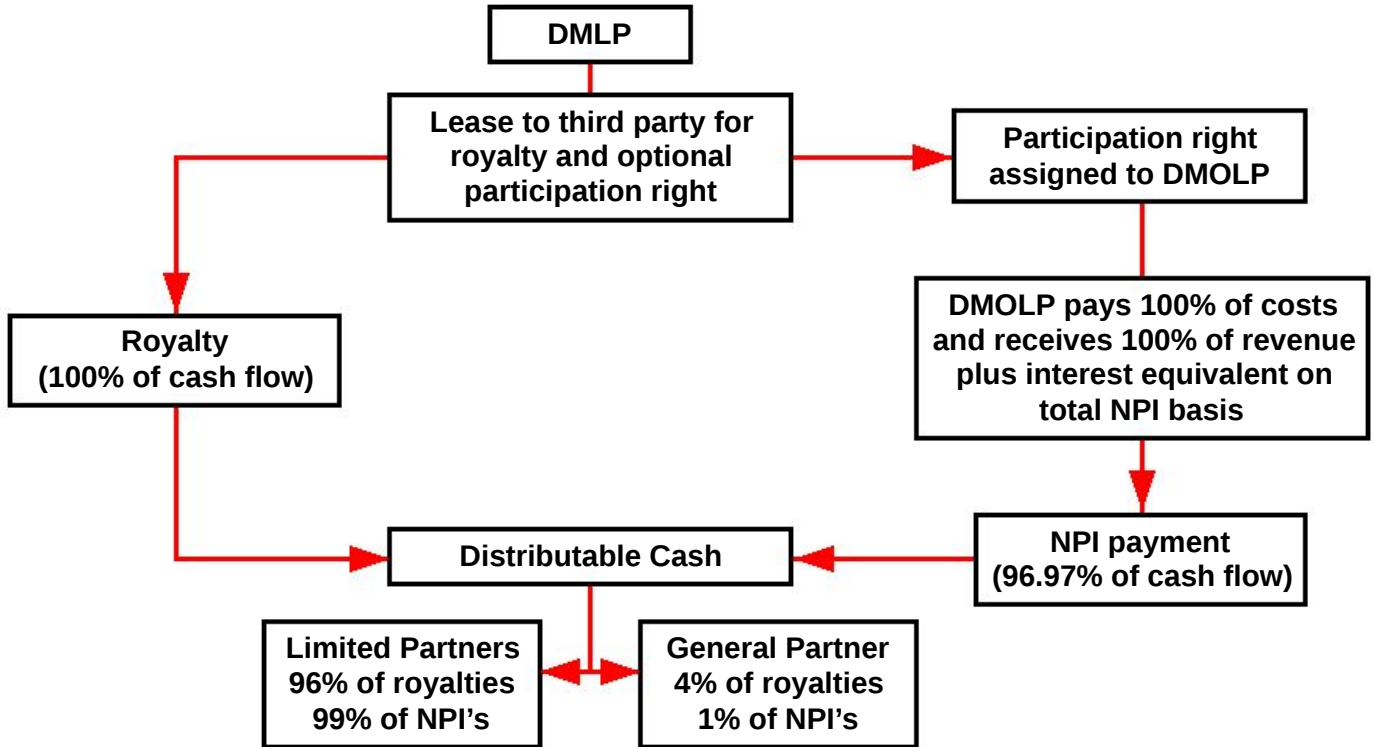 DMLP
Lease to third party for
royalty and optional
participation right
Participation right
assigned to DMOLP
Royalty
(100% of cash flow)
DMOLP pays 100% of costs
and receives 100% of revenue
plus interest equivalent on
total NPI basis
Distributable Cash
NPI payment
(96.97% of cash flow)
Limited Partners
96% of royalties
99% of NPI’s
General Partner
4% of royalties
1% of NPI’s